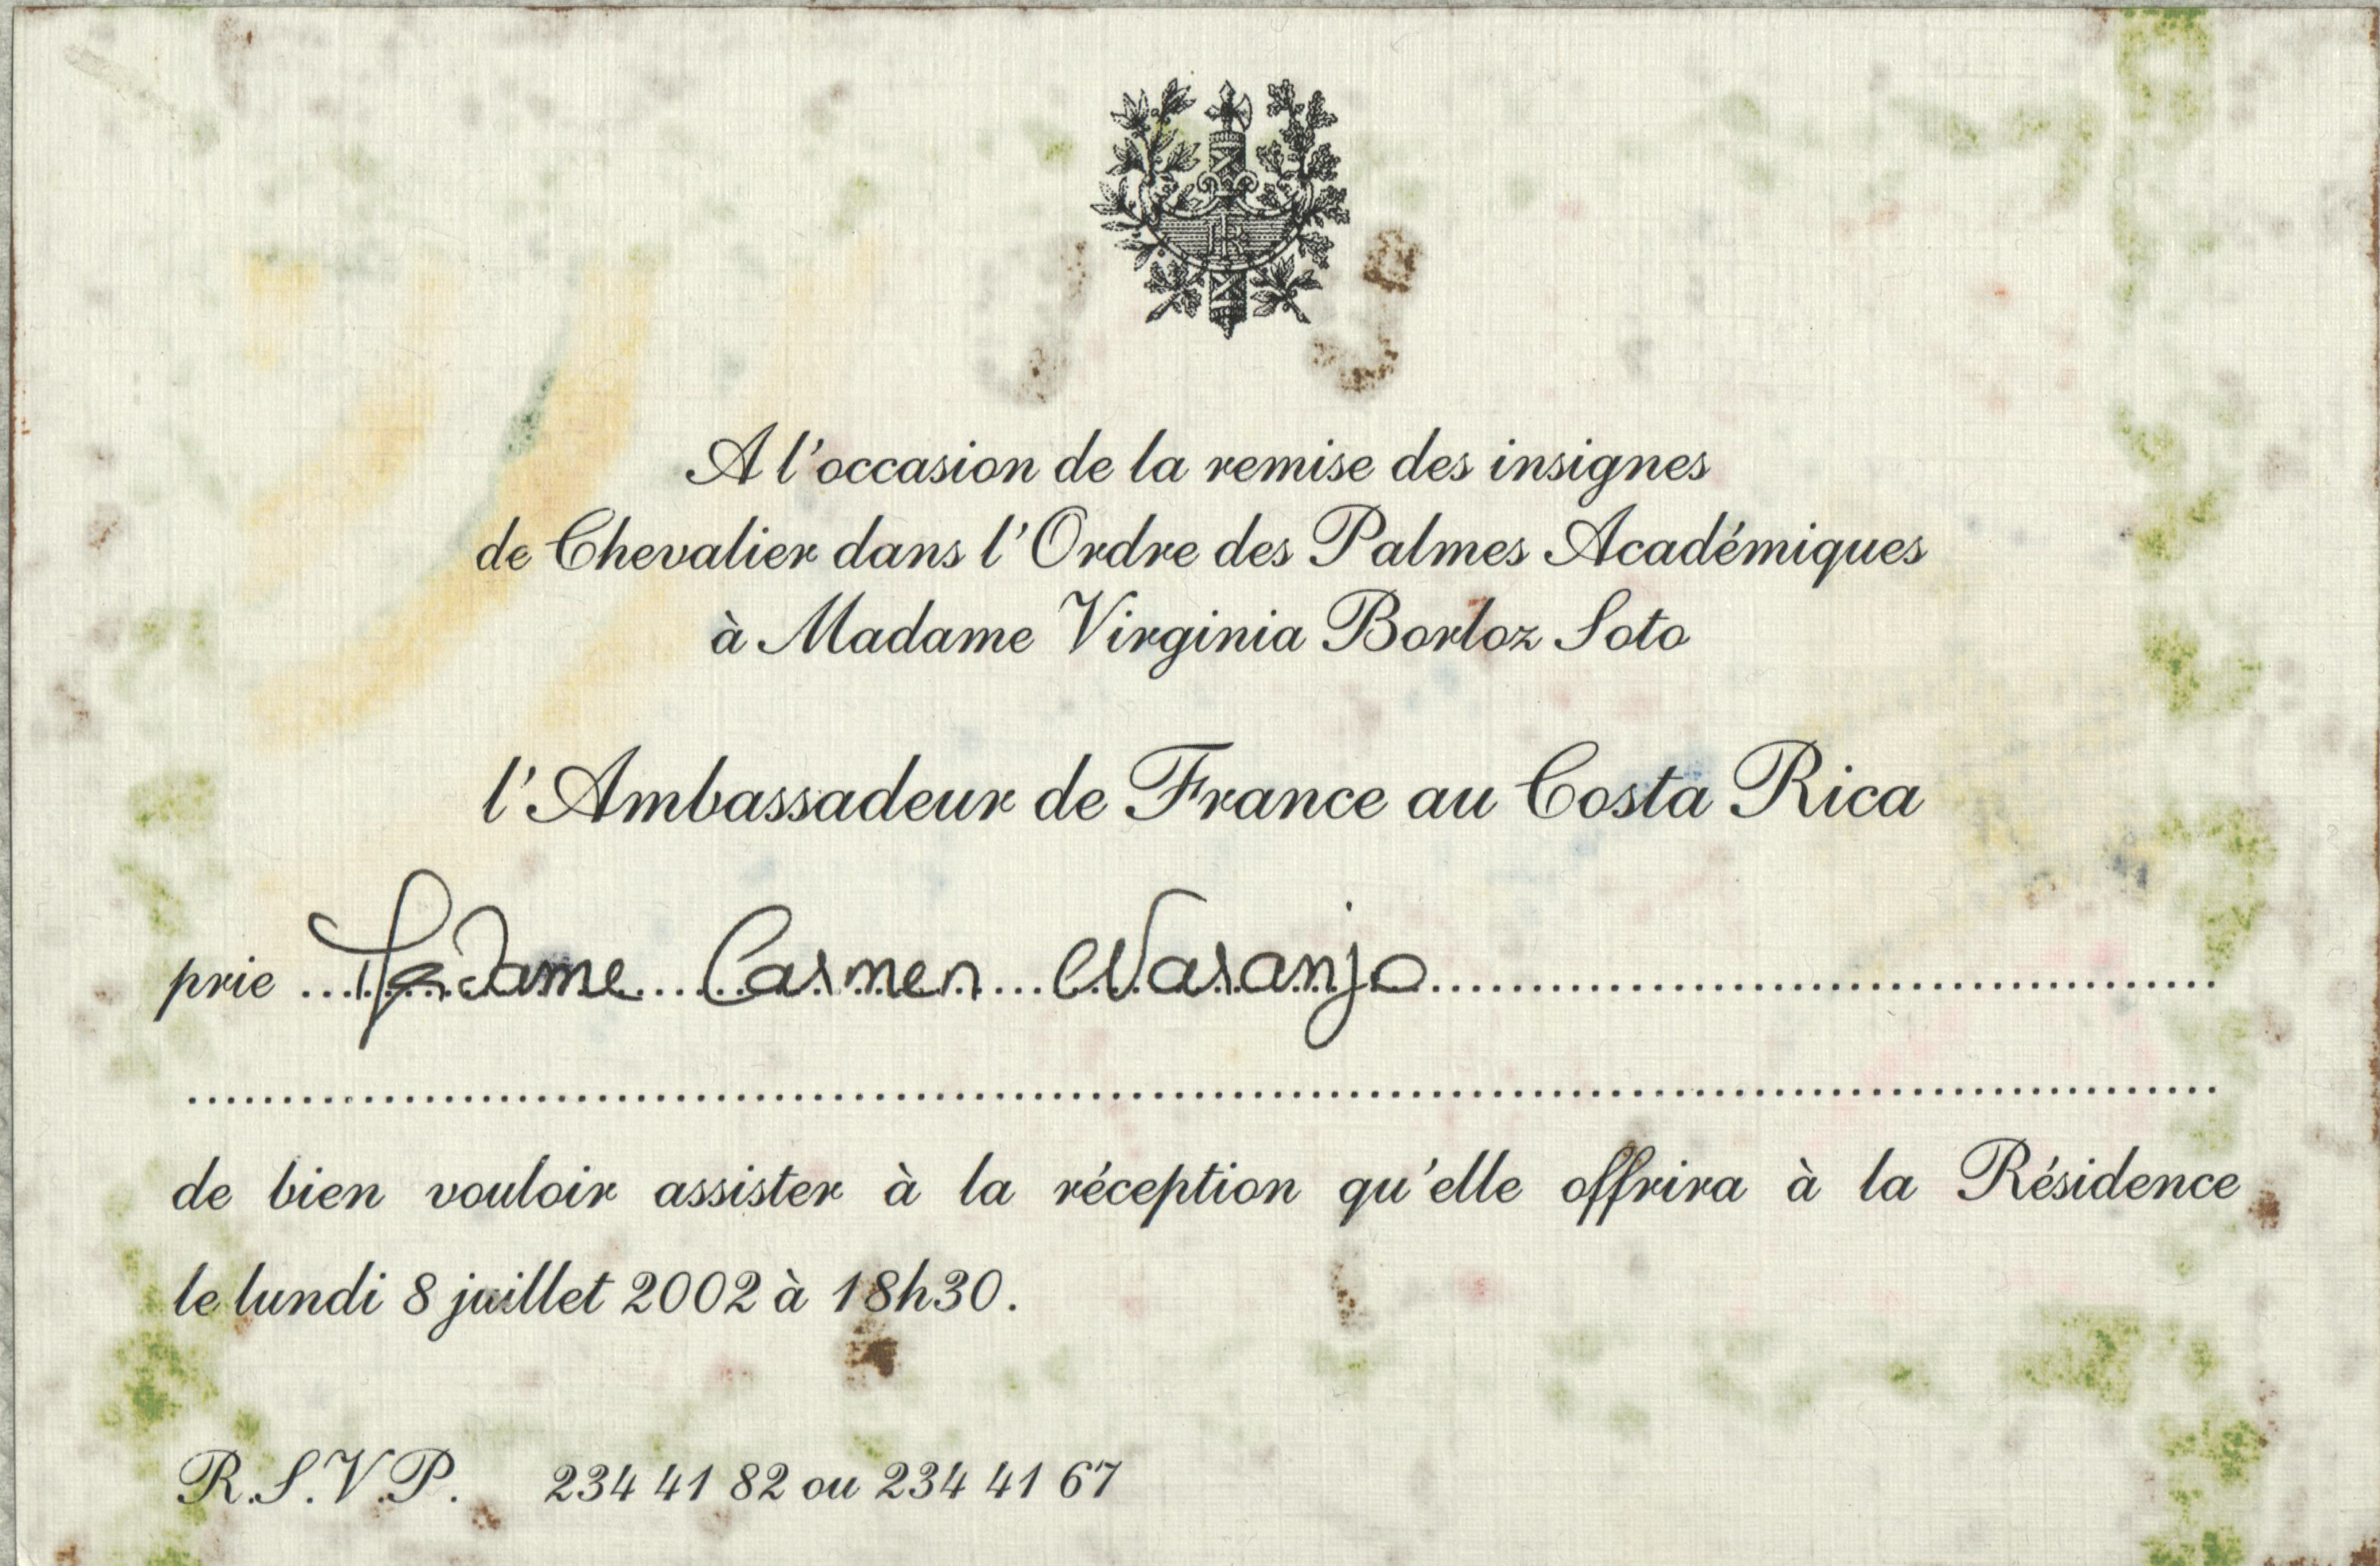 RF
A l'occasion de la remise des insignes
de Chevalier dans l'Ordre des Palmes Académiques
à Madame Virginia Borloz Soto
l'Ambassadeur de France au Costa Rica
prie ...Madame...Carmen...Naranjo...
de bien vouloir assister à la réception qu'elle offrira à la Résidence
le lundi 8 juillet 2002 à 18h30.
R.S.V.P. 234 41 82 ou 234 41 67